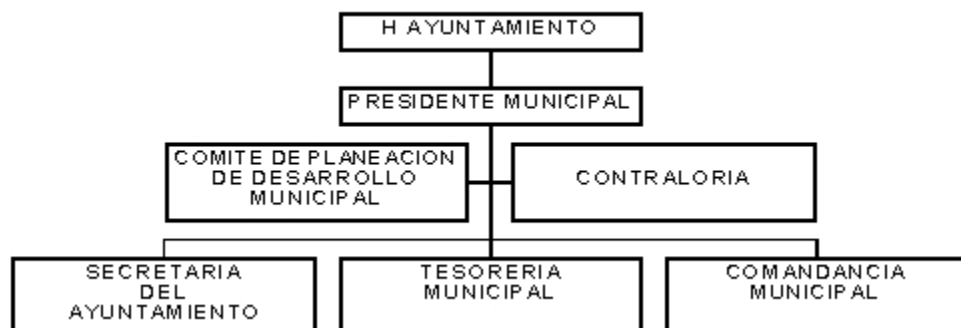 H AYUNTAMIENTO
PRESIDENTE MUNICIPAL
COMITE DE PLANEACION
DE DESARROLLO
MUNICIPAL
CONTRALORIA
SECRETARIA
DEL
AYUNTAMIENTO
TESORERIA
MUNICIPAL
COMANDANCIA
MUNICIPAL